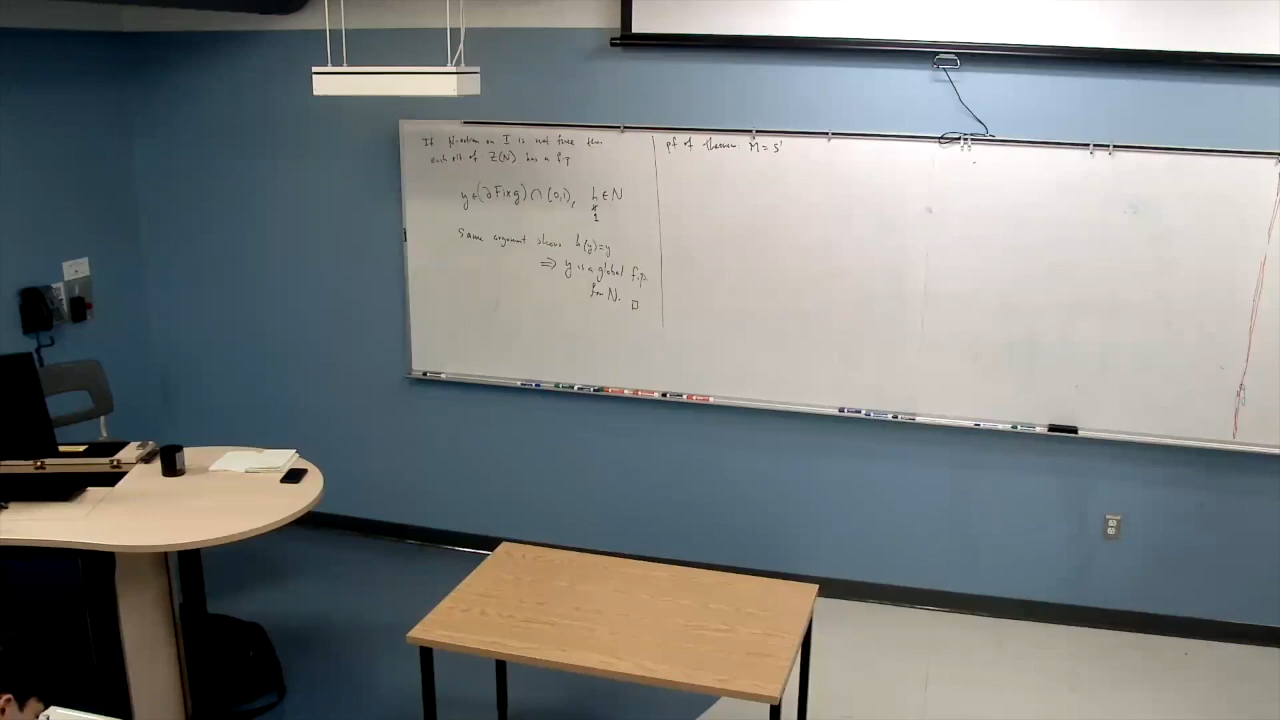 If N-action on I is not free then
each elt of Z(N) has a f.p
y ∈ (∂Fix g) ∩ (0,1), h ∈ N
≠
1
Same argument shows h(y)=y
⇒ y is a global f.p.
for N. □
pf of theorem. M = S¹